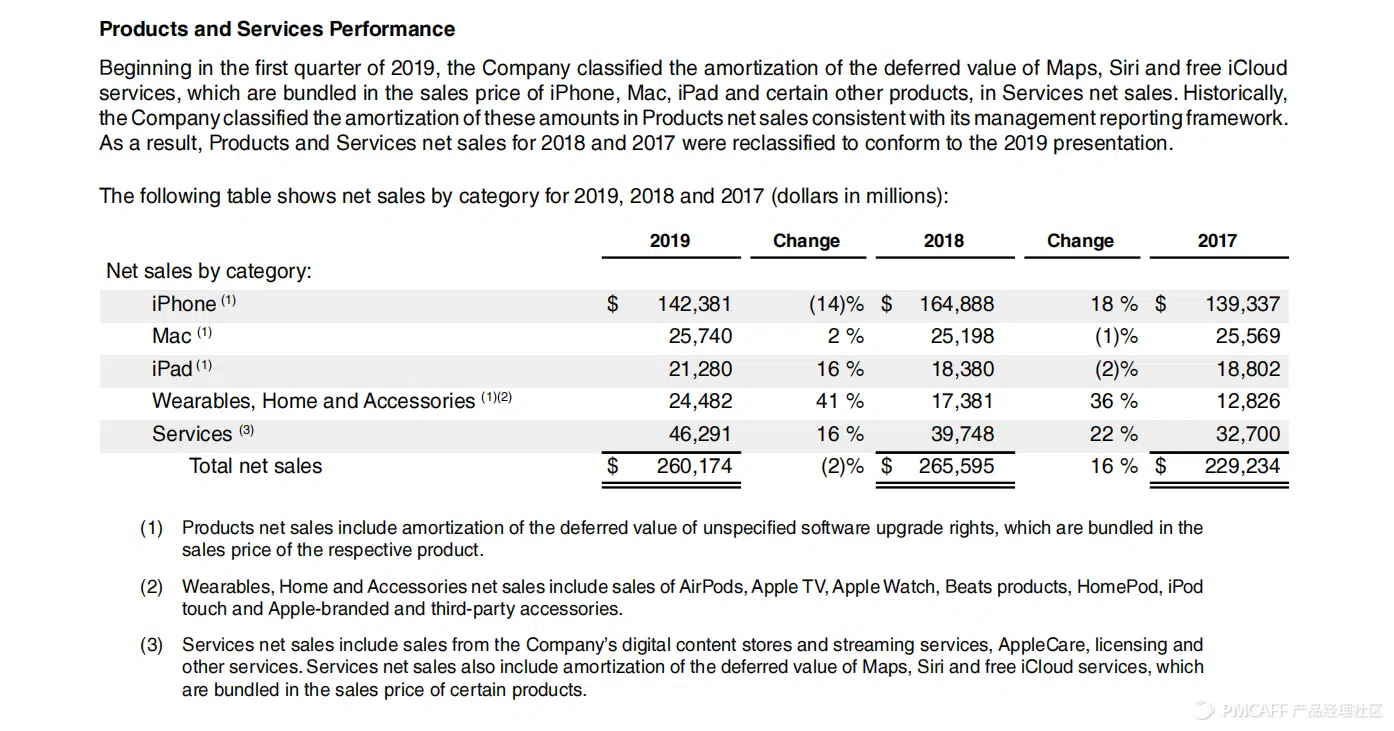 Products and Services Performance
Beginning in the first quarter of 2019, the Company classified the amortization of the deferred value of Maps, Siri and free iCloud
services, which are bundled in the sales price of iPhone, Mac, iPad and certain other products, in Services net sales. Historically,
the Company classified the amortization of these amounts in Products net sales consistent with its management reporting framework.
As a result, Products and Services net sales for 2018 and 2017 were reclassified to conform to the 2019 presentation.
The following table shows net sales by category for 2019, 2018 and 2017 (dollars in millions):
2019 Change 2018 Change 2017
Net sales by category:
iPhone (1) $ 142,381 (14)% $ 164,888 18 % $ 139,337
Mac (1) 25,740 2 % 25,198 (1)% 25,569
iPad (1) 21,280 16 % 18,380 (2)% 18,802
Wearables, Home and Accessories (1)(2) 24,482 41 % 17,381 36 % 12,826
Services (3) 46,291 16 % 39,748 22 % 32,700
Total net sales $ 260,174 (2)% $ 265,595 16 % $ 229,234
(1) Products net sales include amortization of the deferred value of unspecified software upgrade rights, which are bundled in the
sales price of the respective product.
(2) Wearables, Home and Accessories net sales include sales of AirPods, Apple TV, Apple Watch, Beats products, HomePod, iPod
touch and Apple-branded and third-party accessories.
(3) Services net sales include sales from the Company's digital content stores and streaming services, AppleCare, licensing and
other services. Services net sales also include amortization of the deferred value of Maps, Siri and free iCloud services, which
are bundled in the sales price of certain products.
PMCAFF 产品经理社区